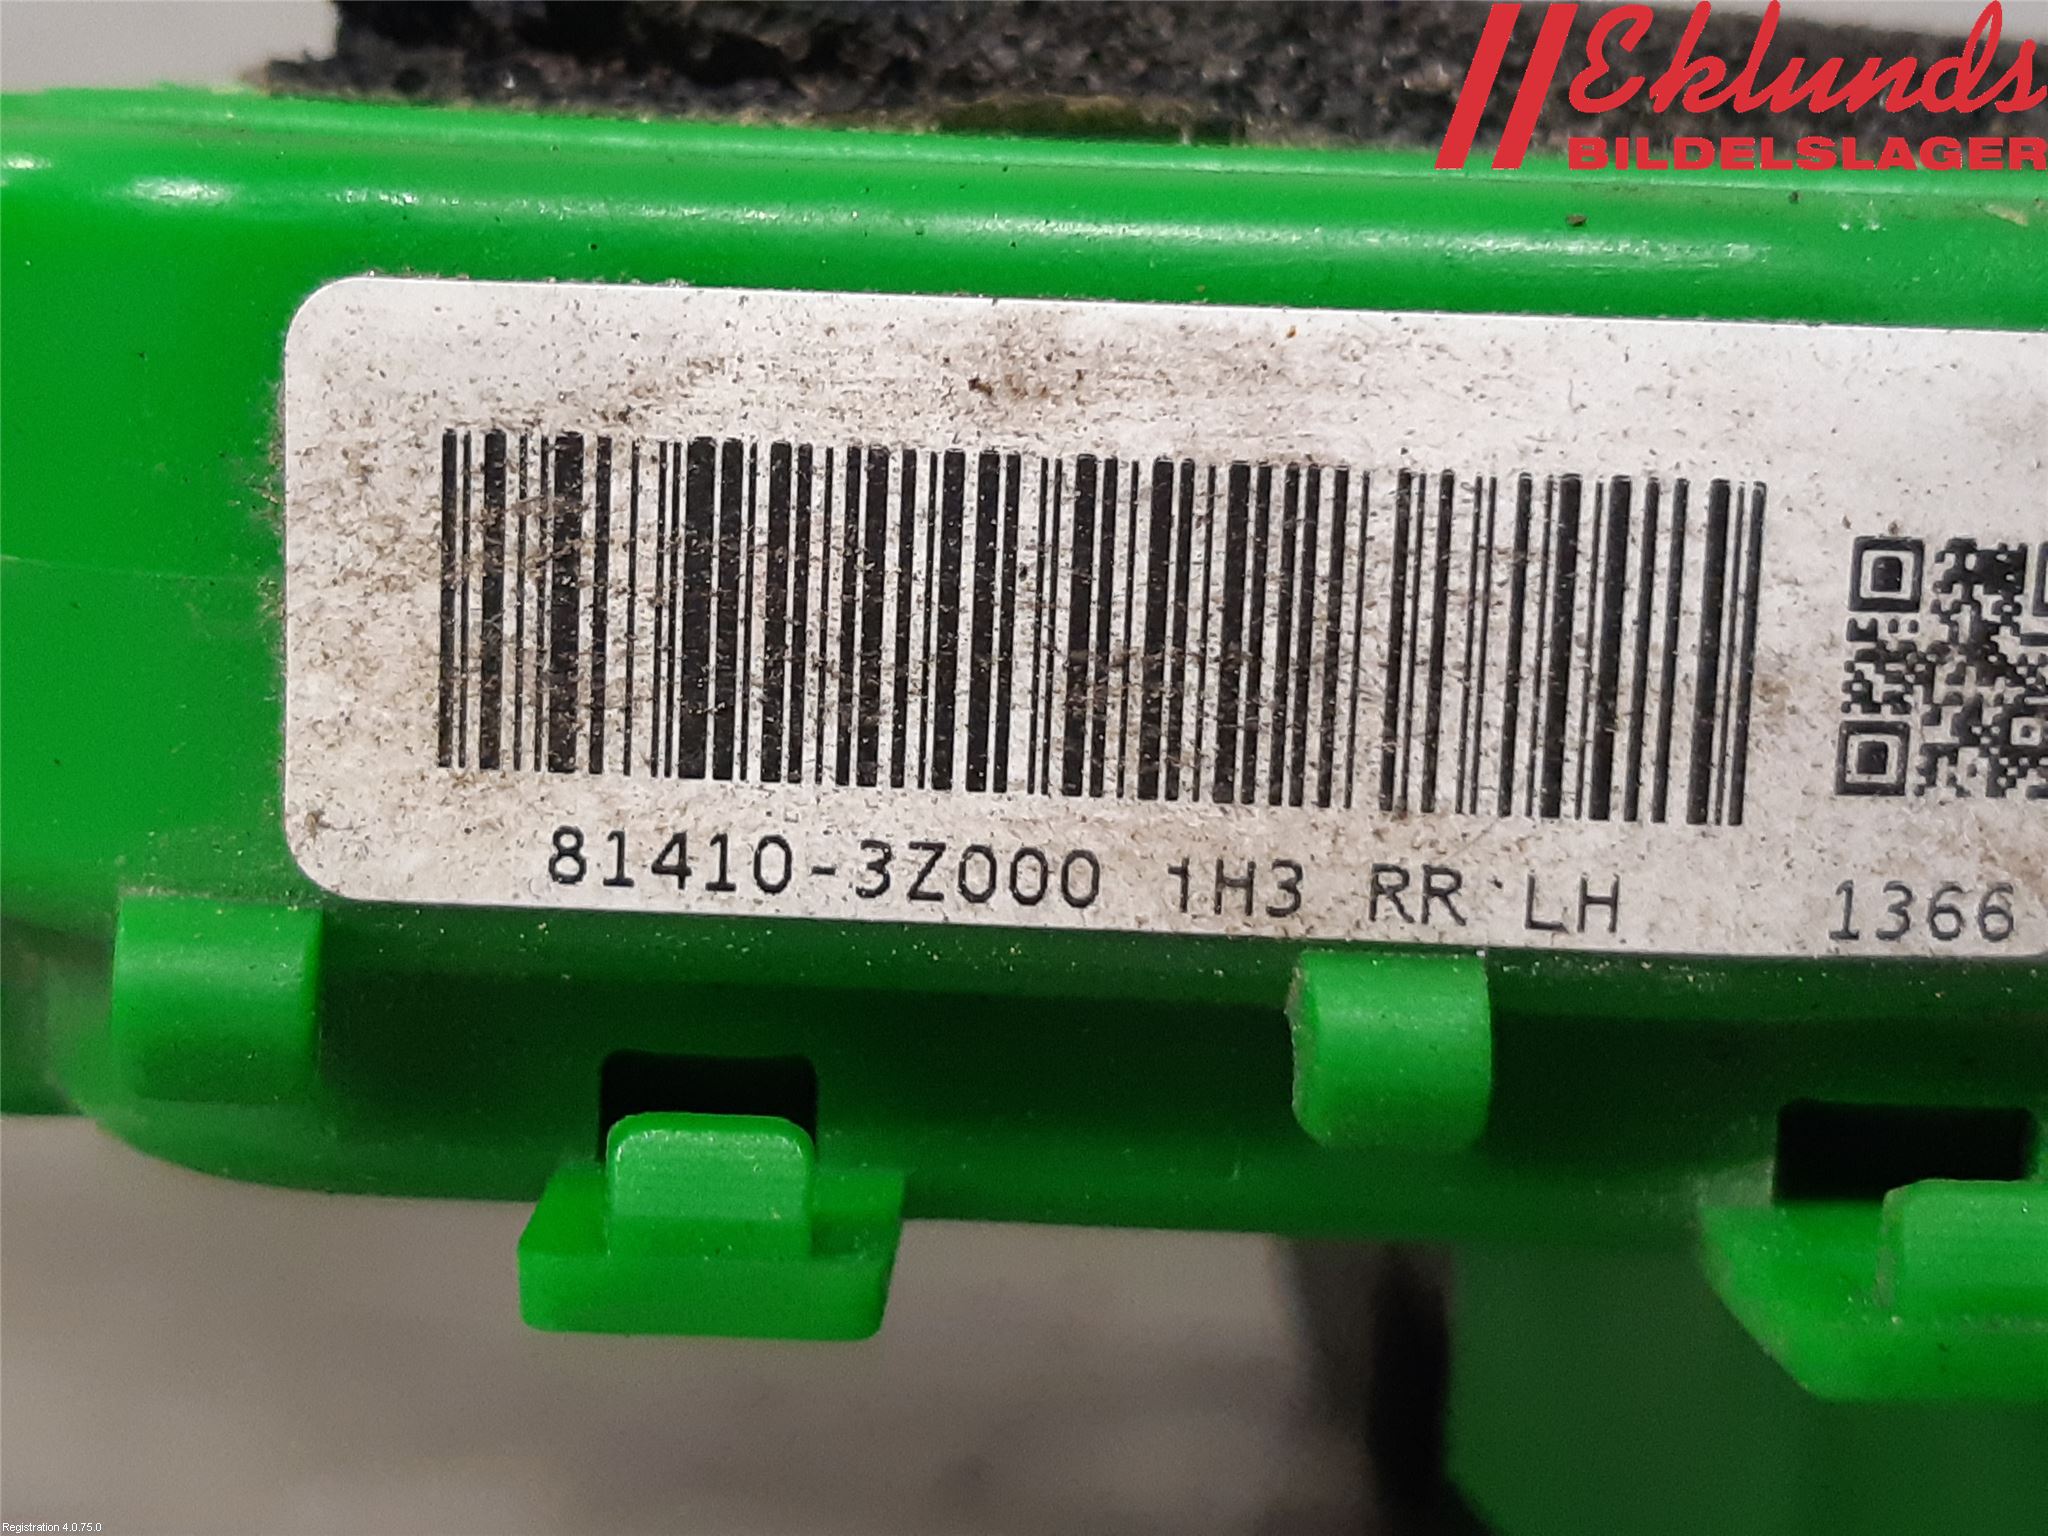 Eklunds
BILDELSLAGER
81410-3Z000 1H3 RR LH 1366
Registration 4.0.75.0